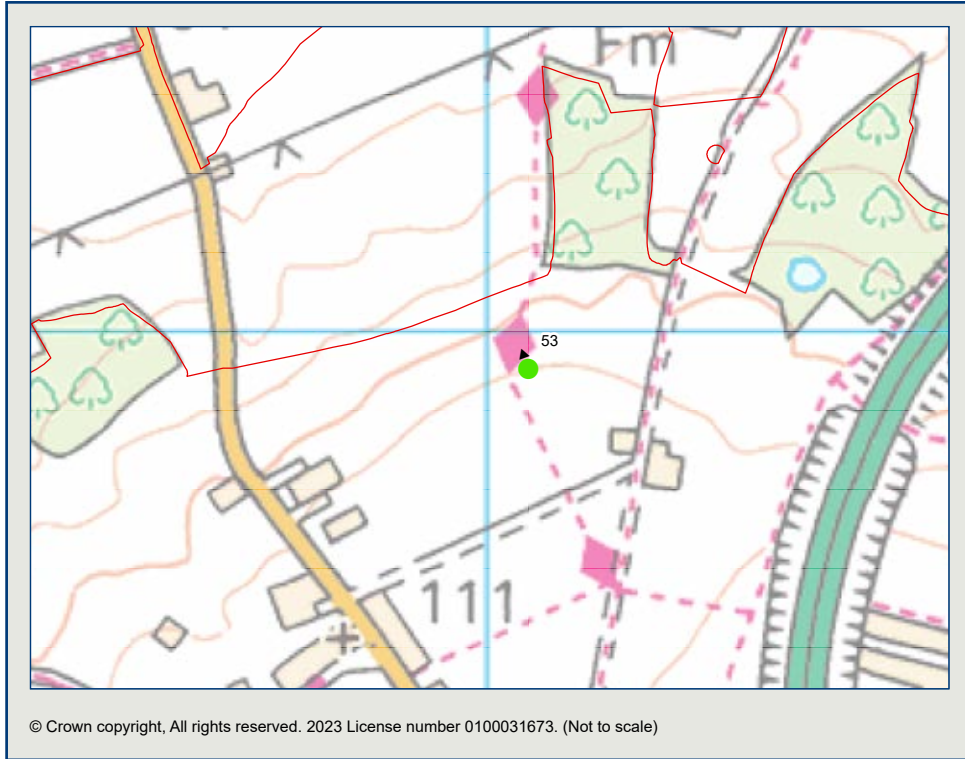 Fm
53
111
© Crown copyright, All rights reserved. 2023 License number 0100031673. (Not to scale)